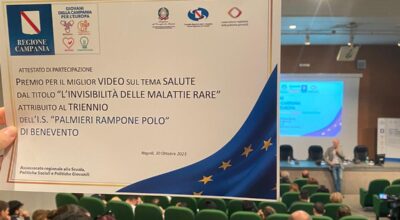 GIOVANI
DELLA CAMPANIA
PER L'EUROPA
REGIONE
CAMPANIA
ATTESTATO DI PARTECIPAZIONE
PREMIO PER IL MIGLIOR VIDEO SUL TEMA SALUTE
DAL TITOLO "L'INVISIBILITÀ DELLE MALATTIE RARE"
ATTRIBUITO AL TRIENNIO
DELL'I.S. "PALMIERI RAMPONE POLO"
DI BENEVENTO
Napoli, 30 Ottobre 2023
Assessorato regionale alla Scuola,
Politiche Sociali e Politiche Giovanili